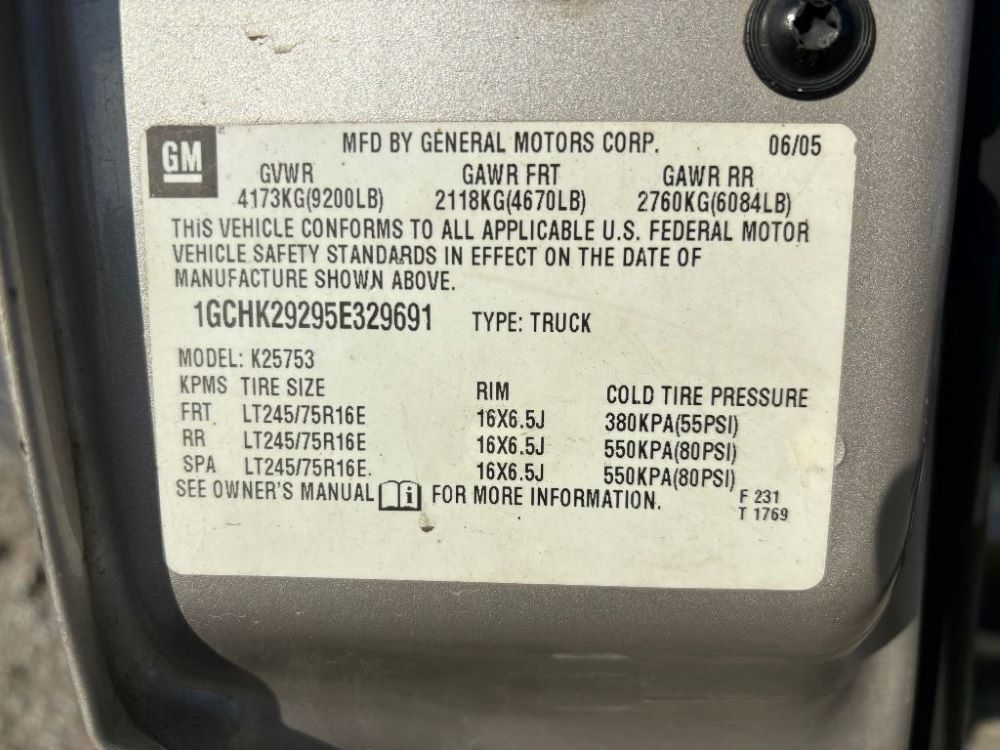 GM
MFD BY GENERAL MOTORS CORP. 06/05
GVWR GAWR FRT GAWR RR
4173KG(9200LB) 2118KG(4670LB) 2760KG(6084LB)
THIS VEHICLE CONFORMS TO ALL APPLICABLE U.S. FEDERAL MOTOR
VEHICLE SAFETY STANDARDS IN EFFECT ON THE DATE OF
MANUFACTURE SHOWN ABOVE.
1GCHK29295E329691 TYPE: TRUCK
MODEL: K25753
KPMS TIRE SIZE RIM COLD TIRE PRESSURE
FRT LT245/75R16E 16X6.5J 380KPA(55PSI)
RR LT245/75R16E 16X6.5J 550KPA(80PSI)
SPA LT245/75R16E 16X6.5J 550KPA(80PSI)
SEE OWNER'S MANUAL i FOR MORE INFORMATION.
F 231
T 1769